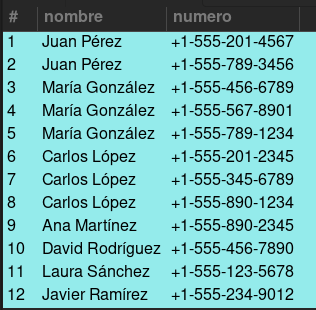 # nombre numero
1 Juan Pérez +1-555-201-4567
2 Juan Pérez +1-555-789-3456
3 María González +1-555-456-6789
4 María González +1-555-567-8901
5 María González +1-555-789-1234
6 Carlos López +1-555-201-2345
7 Carlos López +1-555-345-6789
8 Carlos López +1-555-890-1234
9 Ana Martínez +1-555-890-2345
10 David Rodríguez +1-555-456-7890
11 Laura Sánchez +1-555-123-5678
12 Javier Ramírez +1-555-234-9012